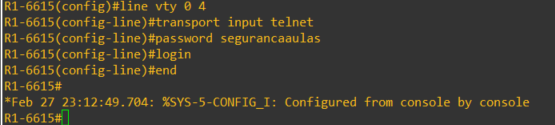 R1-6615(config)#line vty 0 4
R1-6615(config-line)#transport input telnet
R1-6615(config-line)#password segurancaaulas
R1-6615(config-line)#login
R1-6615(config-line)#end
R1-6615#
*Feb 27 23:12:49.704: %SYS-5-CONFIG_I: Configured from console by console
R1-6615#